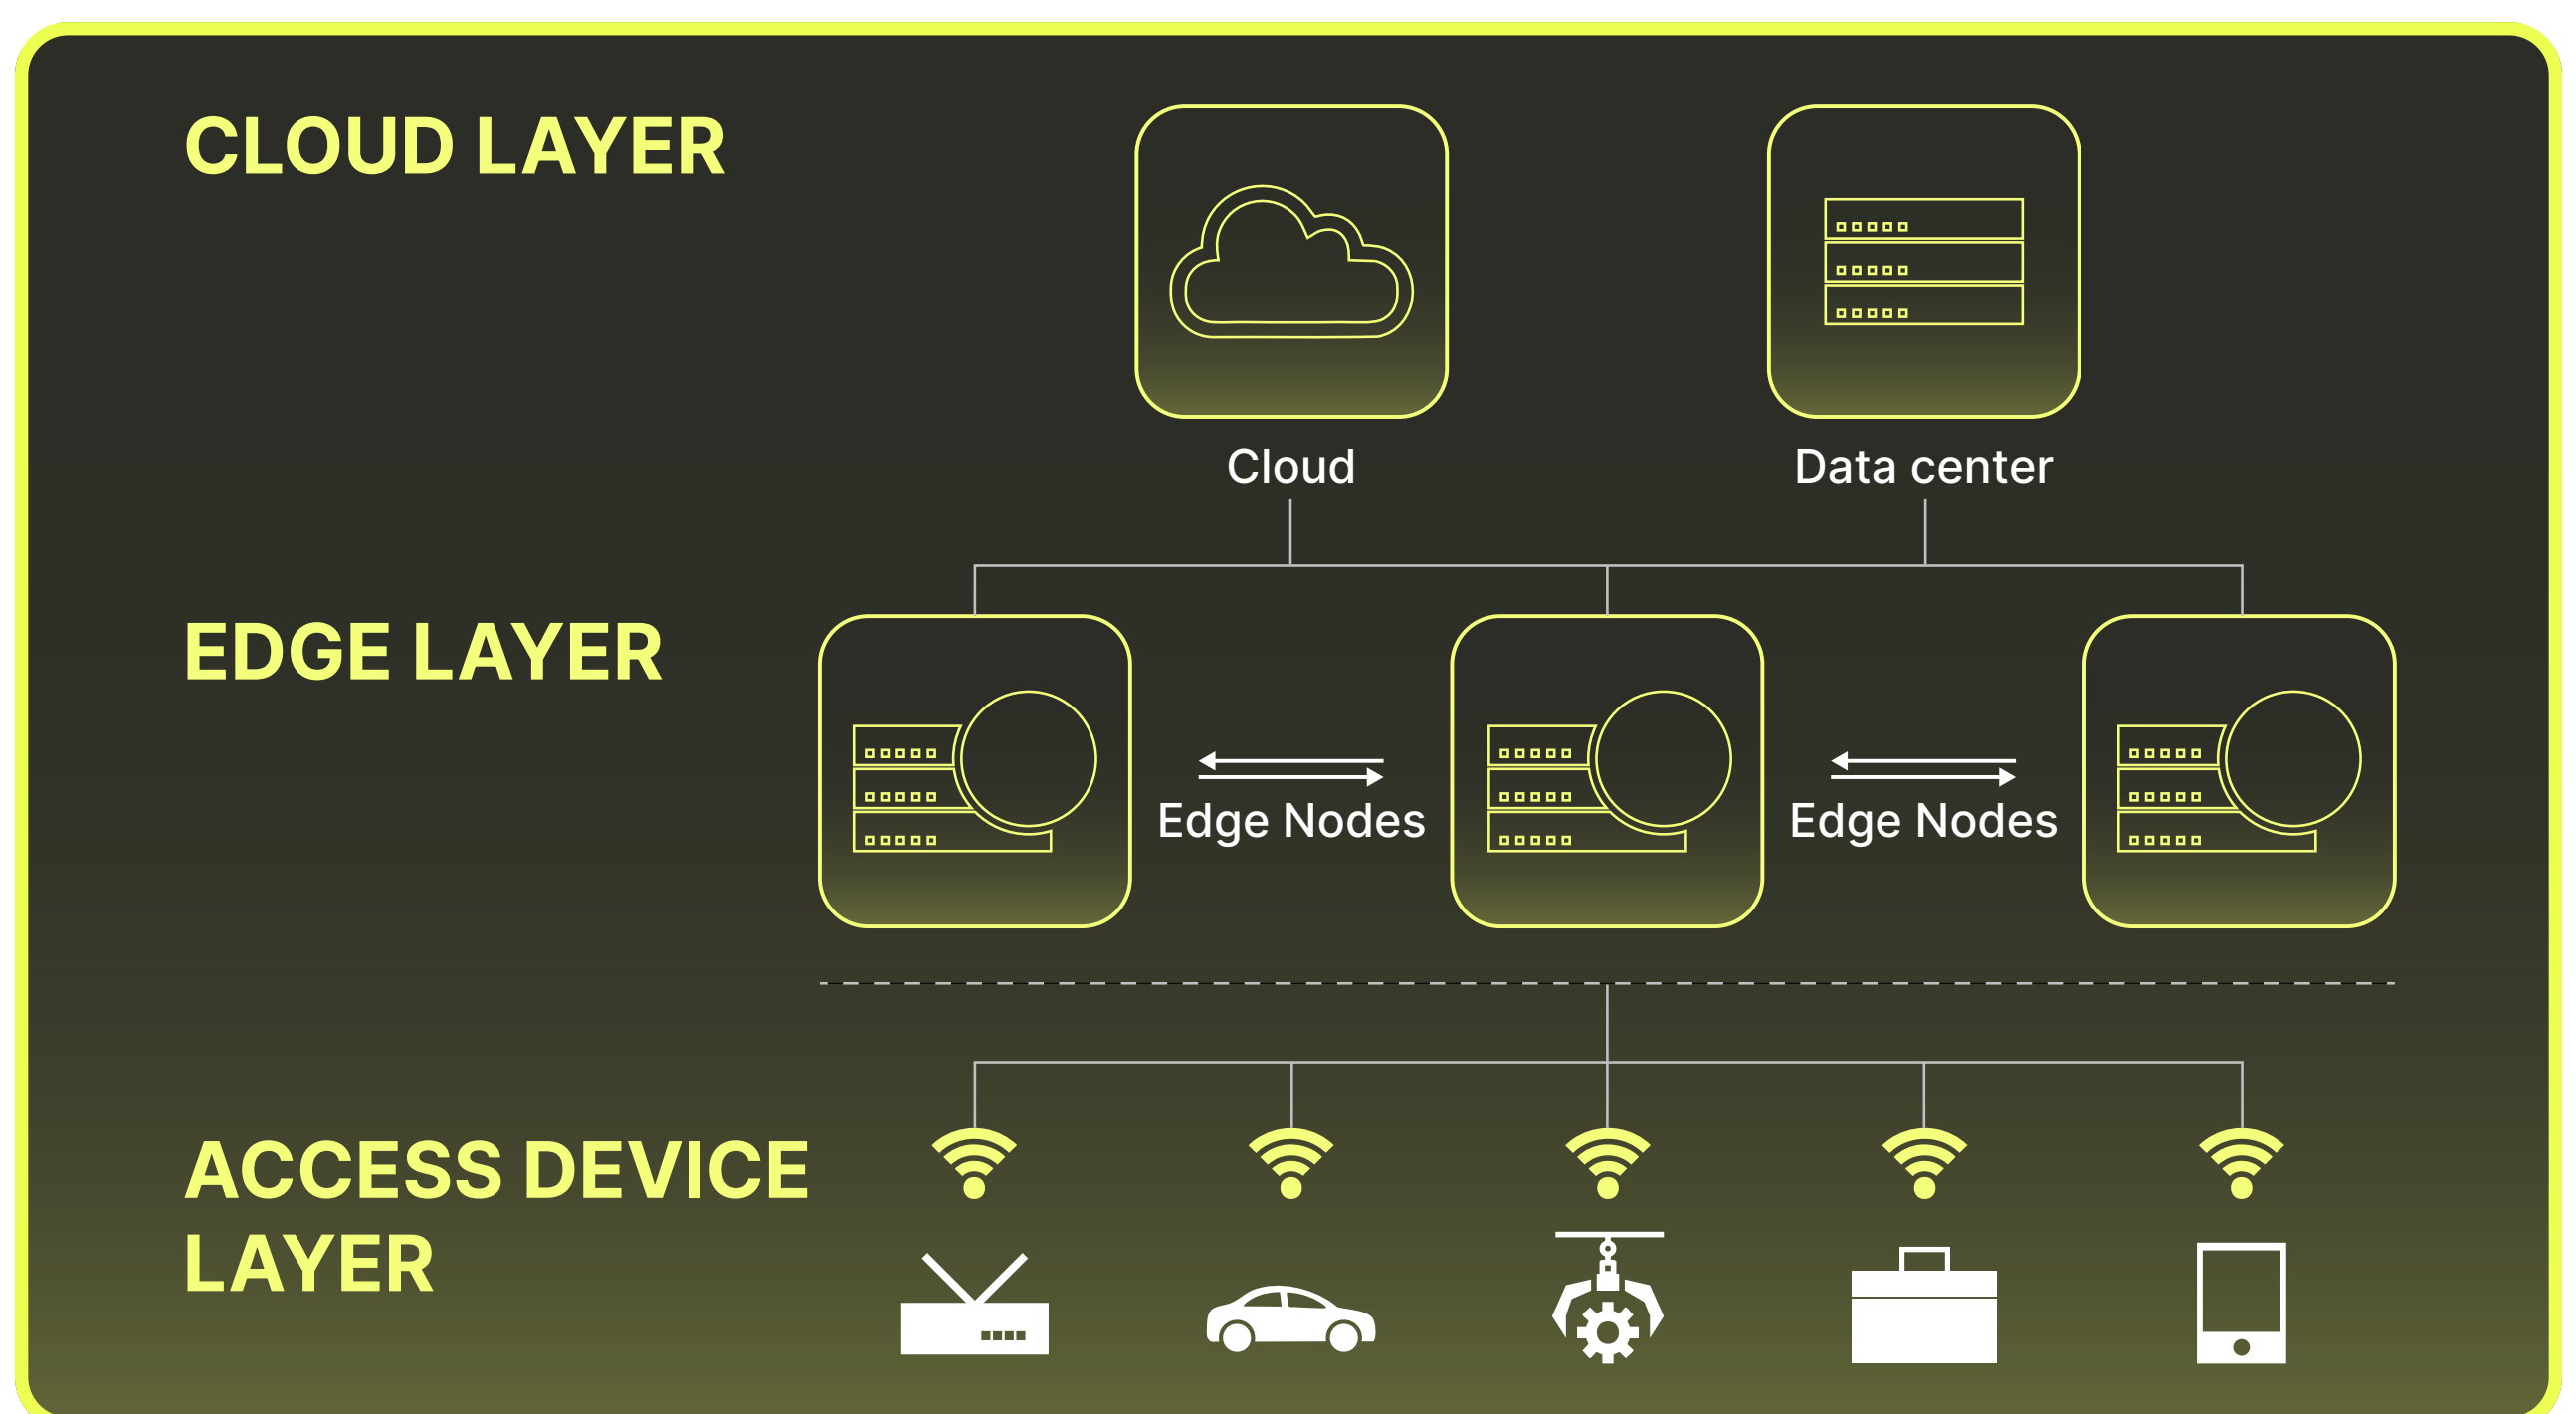 CLOUD LAYER
Cloud
Data center
EDGE LAYER
Edge Nodes
Edge Nodes
ACCESS DEVICE
LAYER